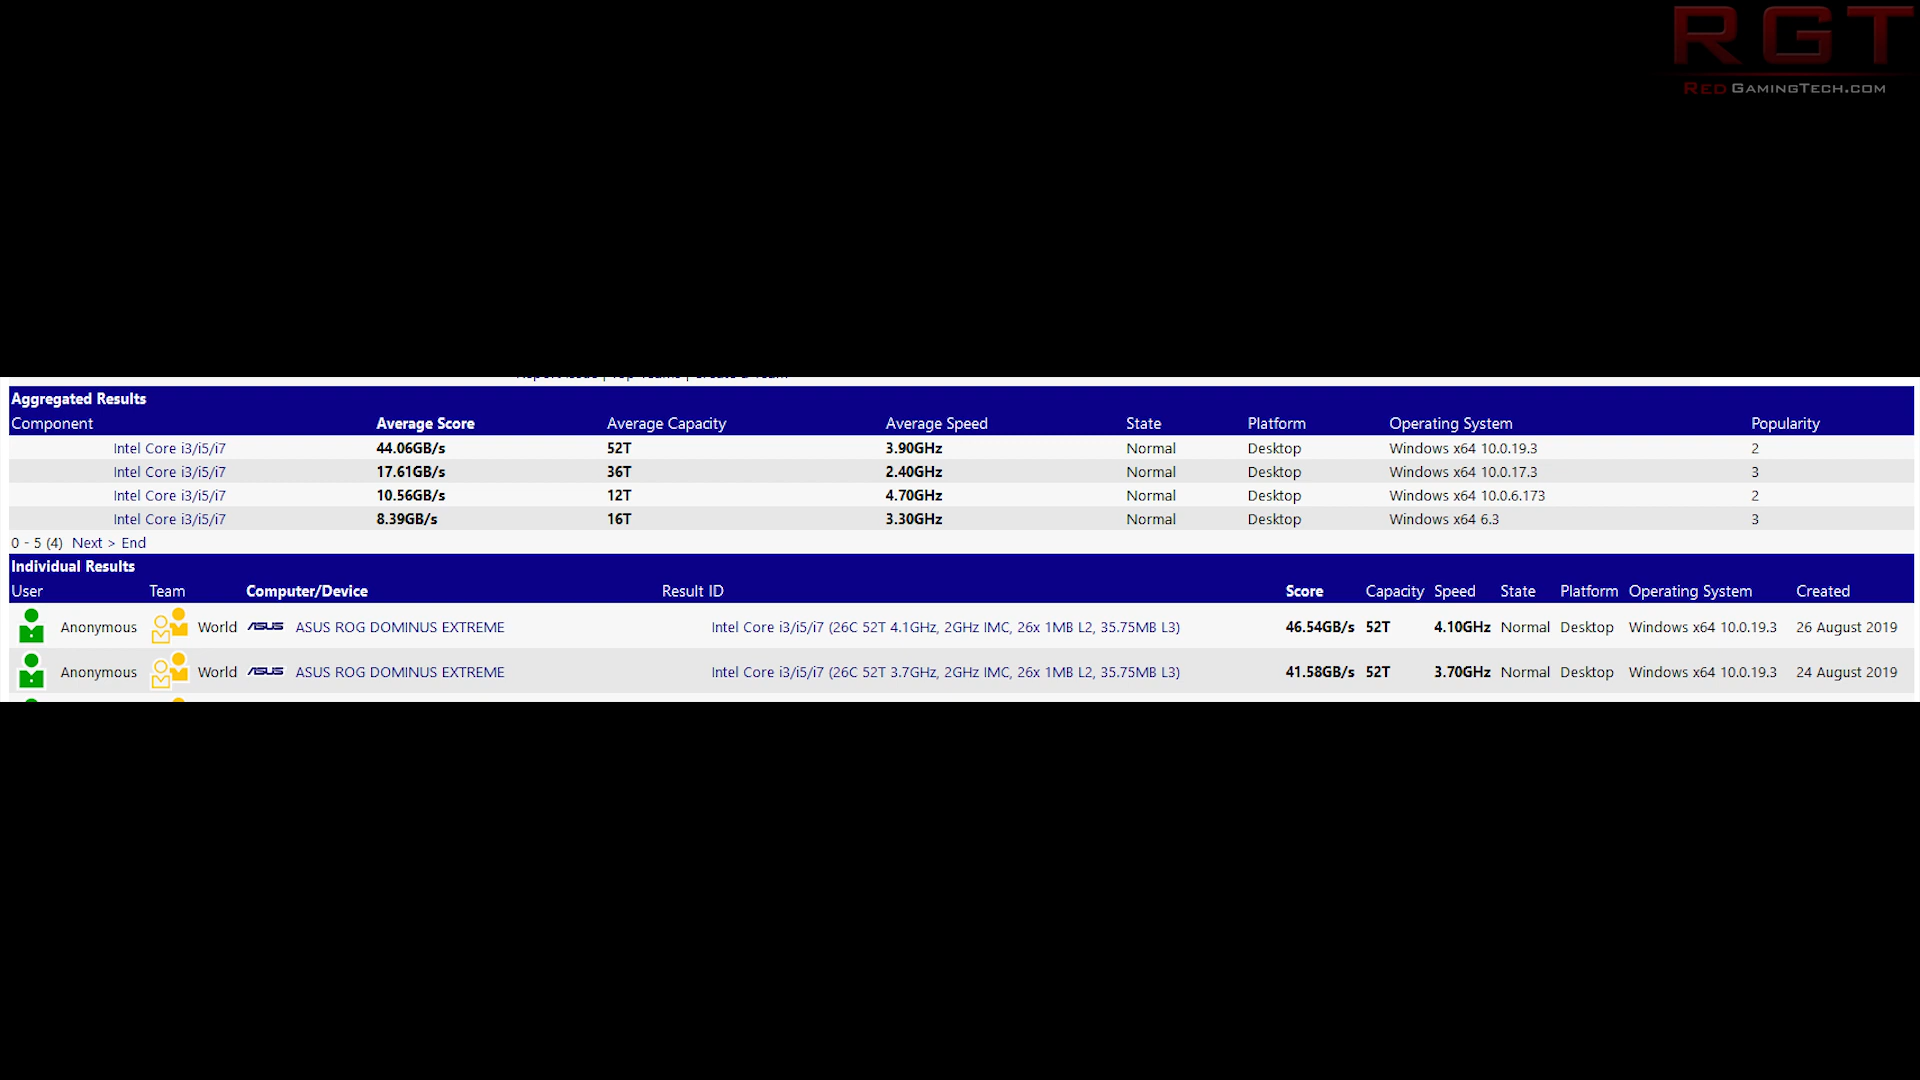 RGT
RedGamingTech.com
Report Issue | Top Teams | Create a Team
Aggregated Results
Component Average Score Average Capacity Average Speed State Platform Operating System Popularity
Intel Core i3/i5/i7 44.06GB/s 52T 3.90GHz Normal Desktop Windows x64 10.0.19.3 2
Intel Core i3/i5/i7 17.61GB/s 36T 2.40GHz Normal Desktop Windows x64 10.0.17.3 3
Intel Core i3/i5/i7 10.56GB/s 12T 4.70GHz Normal Desktop Windows x64 10.0.6.173 2
Intel Core i3/i5/i7 8.39GB/s 16T 3.30GHz Normal Desktop Windows x64 6.3 3
0 - 5 (4) Next > End
Individual Results
User Team Computer/Device Result ID Score Capacity Speed State Platform Operating System Created
Anonymous World ASUS ASUS ROG DOMINUS EXTREME Intel Core i3/i5/i7 (26C 52T 4.1GHz, 2GHz IMC, 26x 1MB L2, 35.75MB L3) 46.54GB/s 52T 4.10GHz Normal Desktop Windows x64 10.0.19.3 26 August 2019
Anonymous World ASUS ASUS ROG DOMINUS EXTREME Intel Core i3/i5/i7 (26C 52T 3.7GHz, 2GHz IMC, 26x 1MB L2, 35.75MB L3) 41.58GB/s 52T 3.70GHz Normal Desktop Windows x64 10.0.19.3 24 August 2019